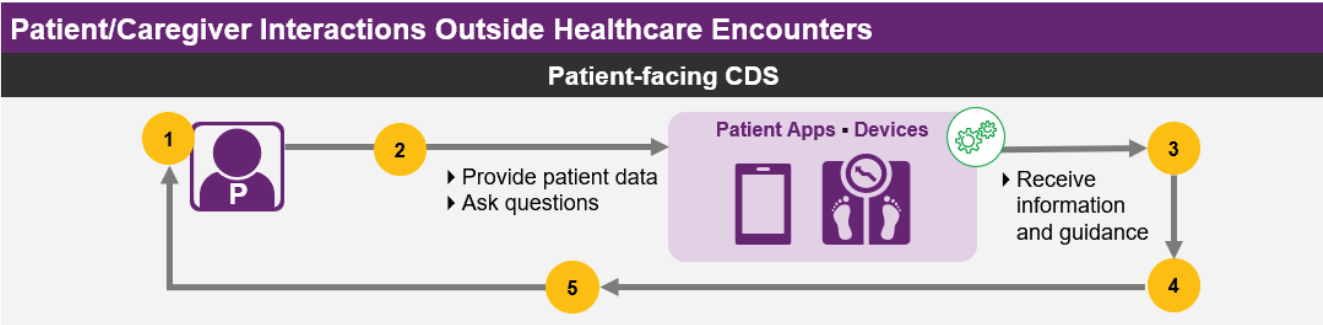 Patient/Caregiver Interactions Outside Healthcare Encounters
Patient-facing CDS
1
P
2
Provide patient data
Ask questions
Patient Apps ▪ Devices
3
Receive
information
and guidance
4
5